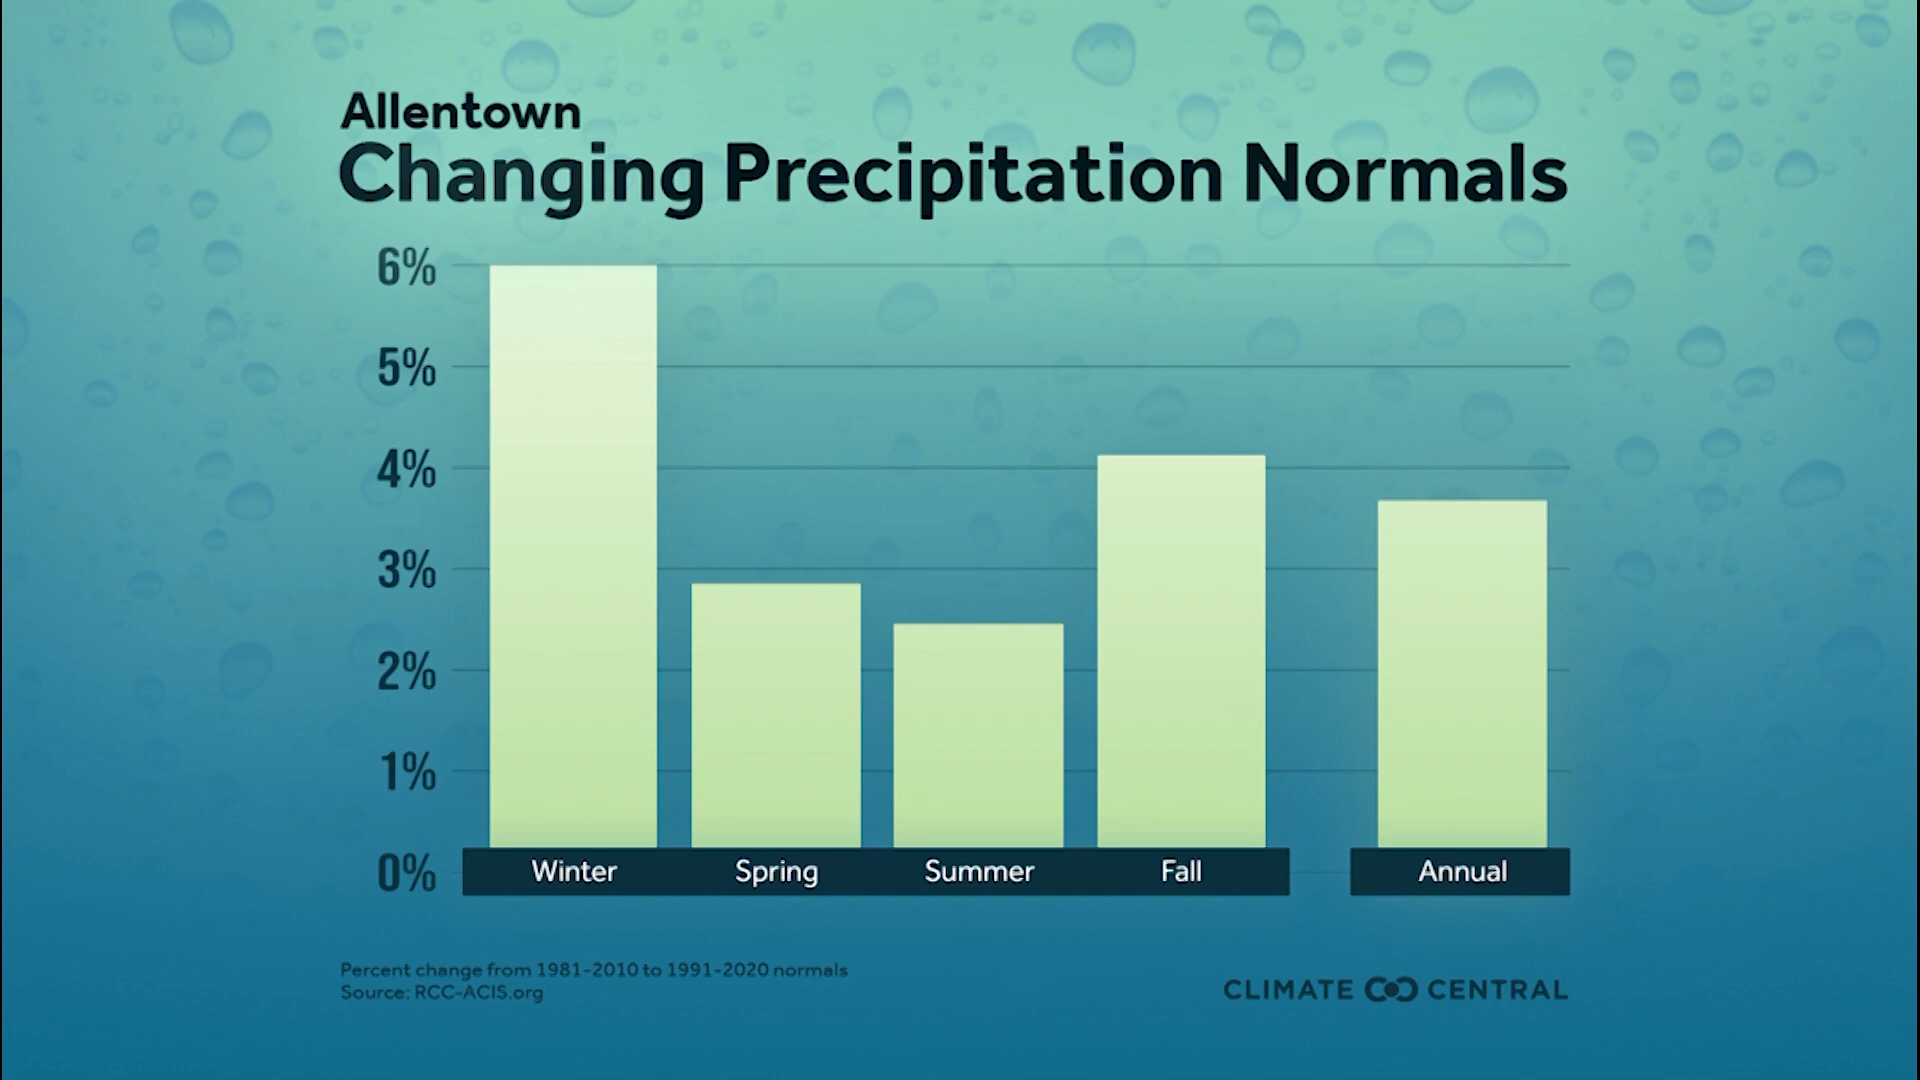 Allentown
Changing Precipitation Normals
6%
5%
4%
3%
2%
1%
0%
Winter Spring Summer Fall Annual
Percent change from 1981-2010 to 1991-2020 normals
Source: RCC-ACIS.org
CLIMATE CENTRAL